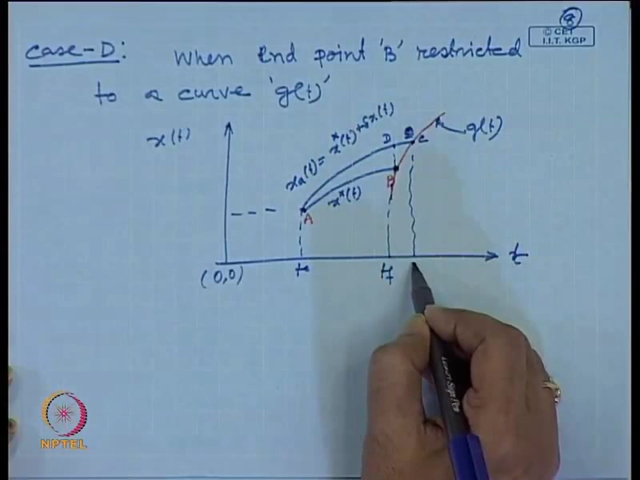 8
© CET
I.I.T. KGP
Case-D: When End point 'B' restricted
to a curve 'g(t)'
x(t)
xa(t) = x*(t) + δx(t)
D
C
g(t)
B
x*(t)
A
(0,0)
t₀
tf
t
NPTEL